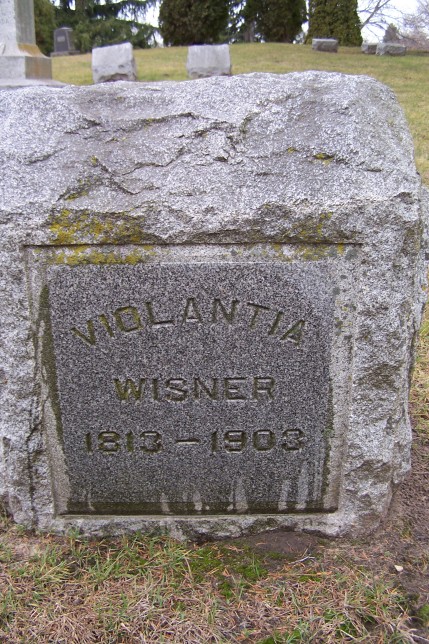 VIOLANTIA
WISNER
1813 – 1903